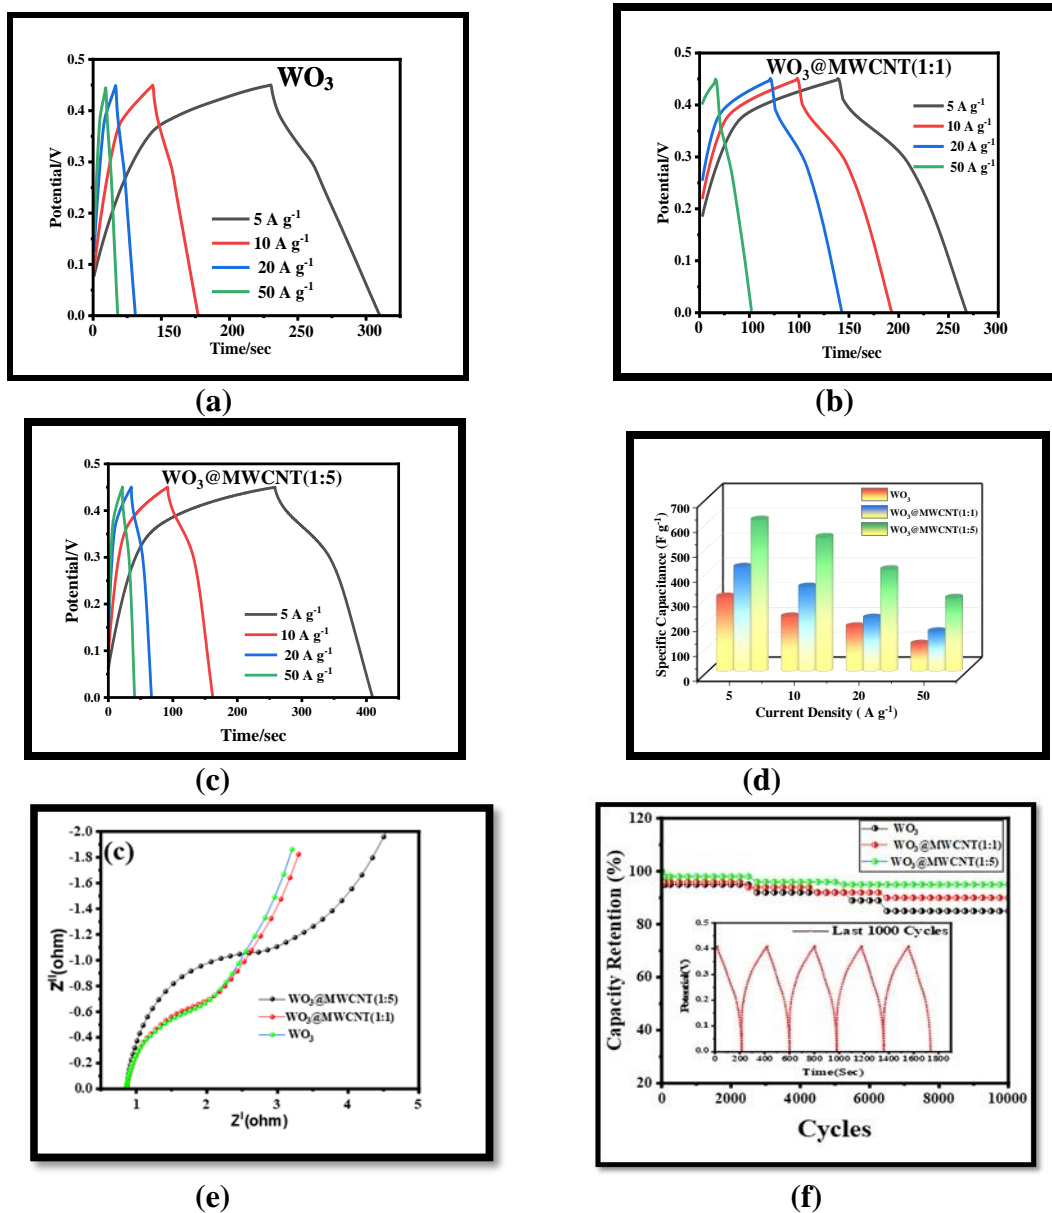 WO₃
Potential/V
0.5
0.4
0.3
0.2
0.1
0.0
5 A g⁻¹
10 A g⁻¹
20 A g⁻¹
50 A g⁻¹
0 50 150 200 250 300
Time/sec
(a)
WO₃@MWCNT(1:1)
Potential/V
0.5
0.4
0.3
0.2
0.1
0.0
5 A g⁻¹
10 A g⁻¹
20 A g⁻¹
50 A g⁻¹
0 100 100 150 200 250 300
Time/sec
(b)
WO₃@MWCNT(1:5)
Potential/V
0.5
0.4
0.3
0.2
0.1
0.0
5 A g⁻¹
10 A g⁻¹
20 A g⁻¹
50 A g⁻¹
0 100 200 300 400
Time/sec
(c)
WO₃
WO₃@MWCNT(1:1)
WO₃@MWCNT(1:5)
Specific Capacitance (F g⁻¹)
700
600
500
400
300
200
100
0
5 10 20 50
Current Density ( A g⁻¹)
(d)
(c)
Zᴵᴵ(ohm)
-2.0
-1.8
-1.6
-1.4
-1.2
-1.0
-0.8
-0.6
-0.4
-0.2
0.0
WO₃@MWCNT(1:5)
WO₃@MWCNT(1:1)
WO₃
1 2 3 4 5
Zᴵ(ohm)
(e)
Capacity Retention (%)
120
100
80
60
40
20
WO₃
WO₃@MWCNT(1:1)
WO₃@MWCNT(1:5)
Last 1000 Cycles
Potential(V)
0.5
0.4
0.3
0.2
0.1
0.0
0 200 400 600 800 1000 1200 1400 1600 1800
Time(Sec)
0 2000 4000 6000 8000 10000
Cycles
(f)